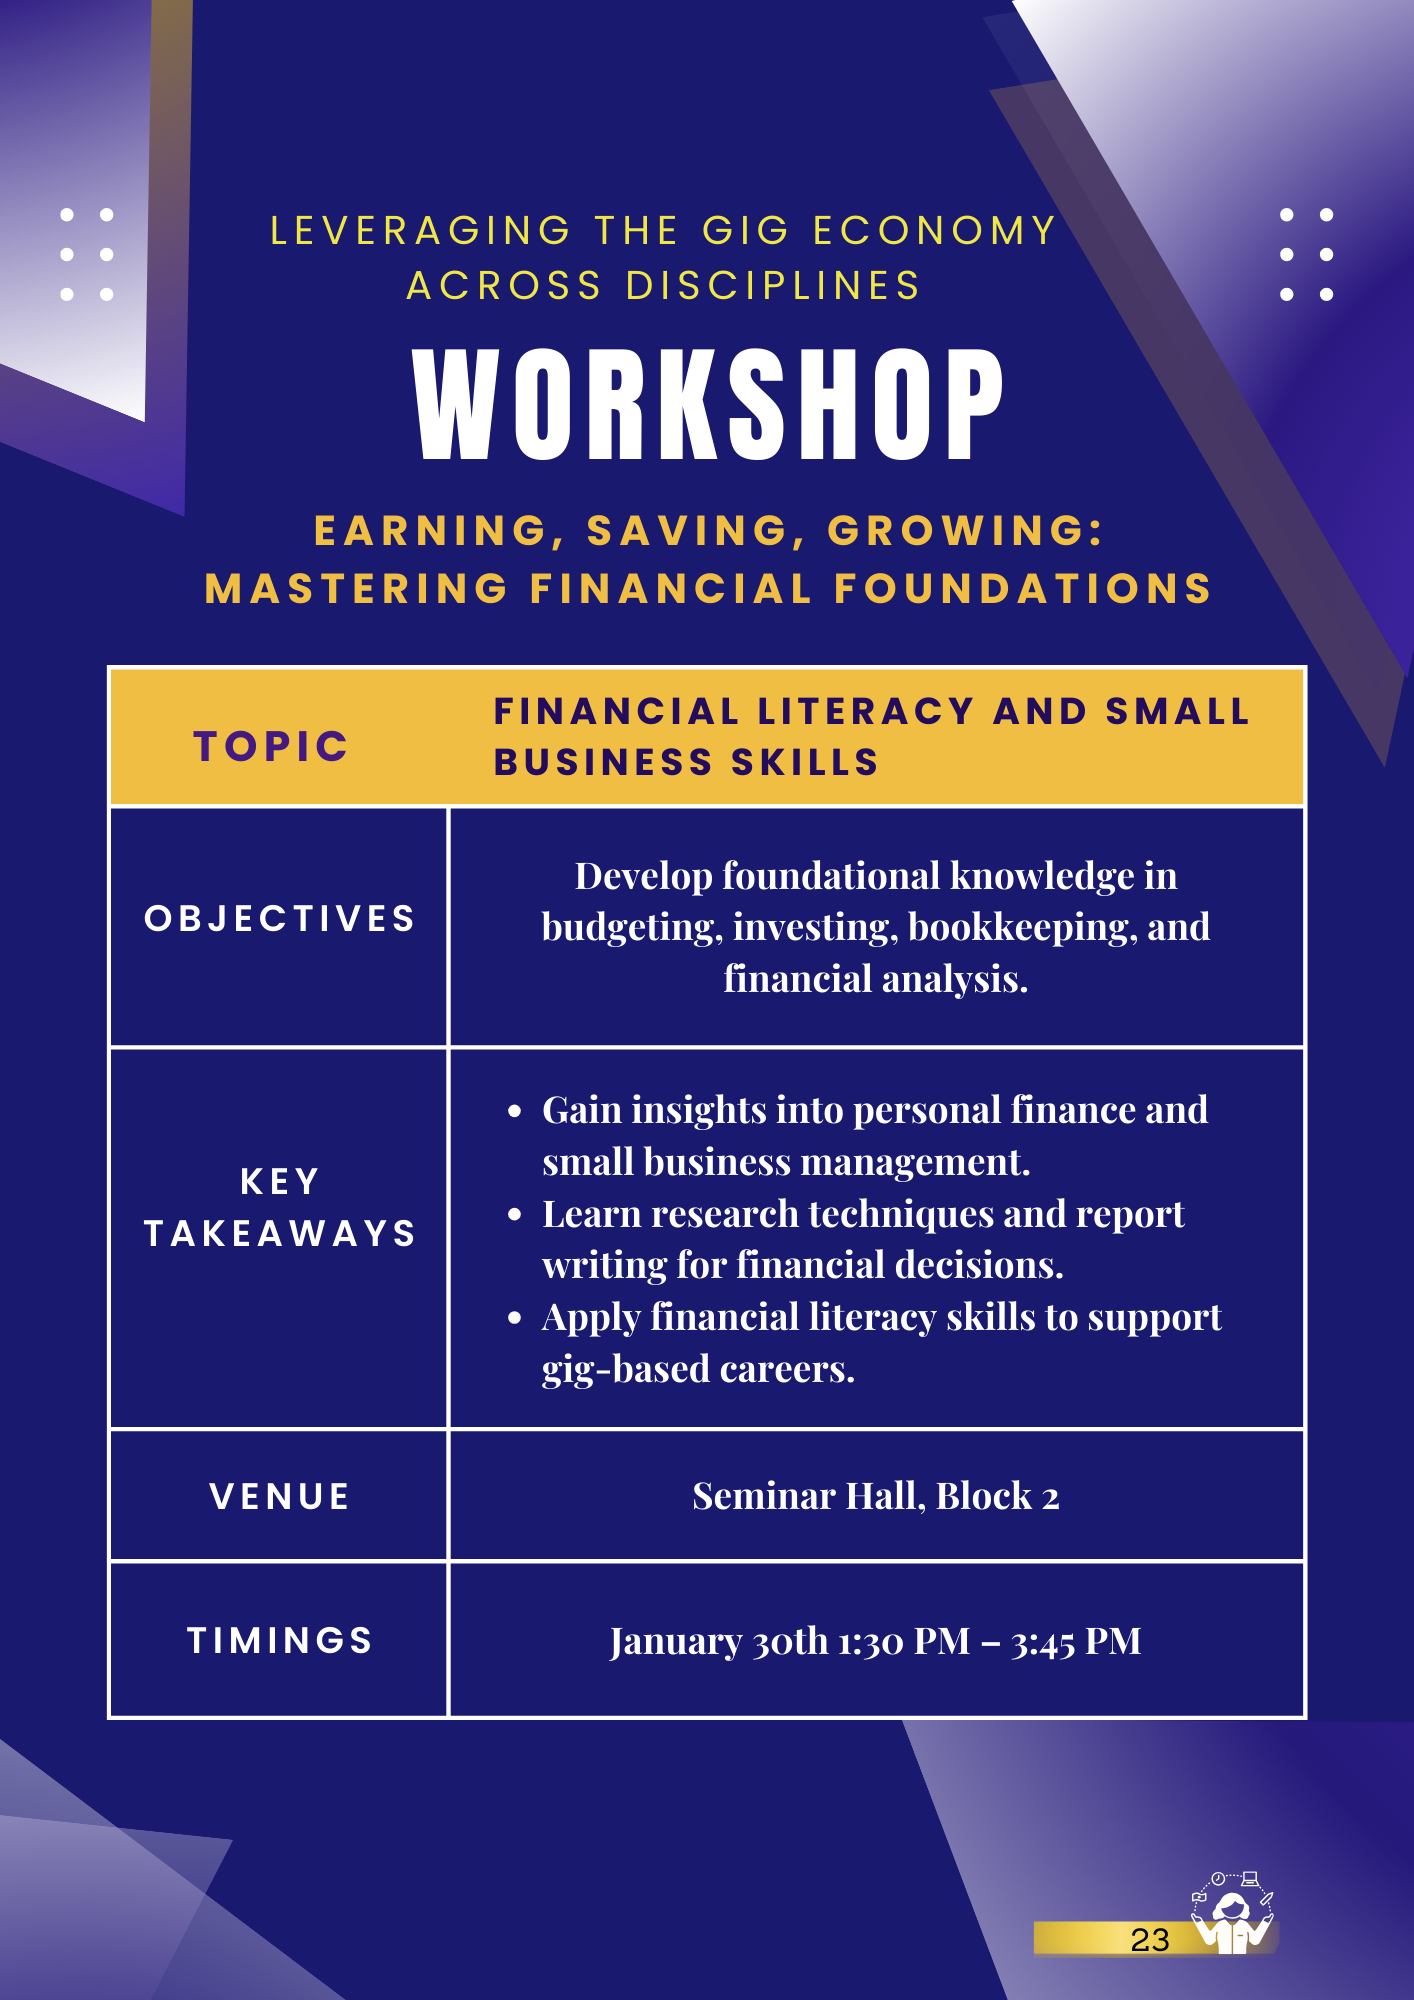 LEVERAGING THE GIG ECONOMY
ACROSS DISCIPLINES
WORKSHOP
EARNING, SAVING, GROWING:
MASTERING FINANCIAL FOUNDATIONS
TOPIC
FINANCIAL LITERACY AND SMALL
BUSINESS SKILLS
OBJECTIVES
Develop foundational knowledge in
budgeting, investing, bookkeeping, and
financial analysis.
KEY
TAKEAWAYS
• Gain insights into personal finance and
small business management.
• Learn research techniques and report
writing for financial decisions.
• Apply financial literacy skills to support
gig-based careers.
VENUE
Seminar Hall, Block 2
TIMINGS
January 30th 1:30 PM – 3:45 PM
23